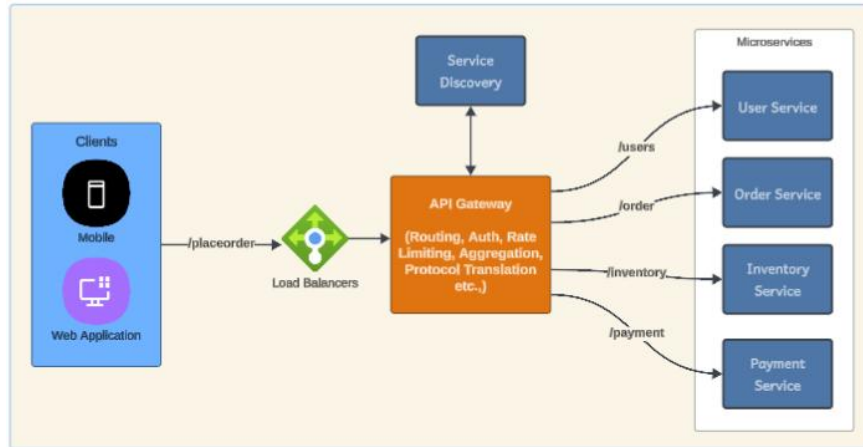 Microservices
Service
Discovery
Clients
User Service
/users
Mobile
/placeorder
Load Balancers
API Gateway
(Routing, Auth, Rate
Limiting, Aggregation,
Protocol Translation
etc.,)
/order
Order Service
/inventory
Inventory
Service
Web Application
/payment
Payment
Service